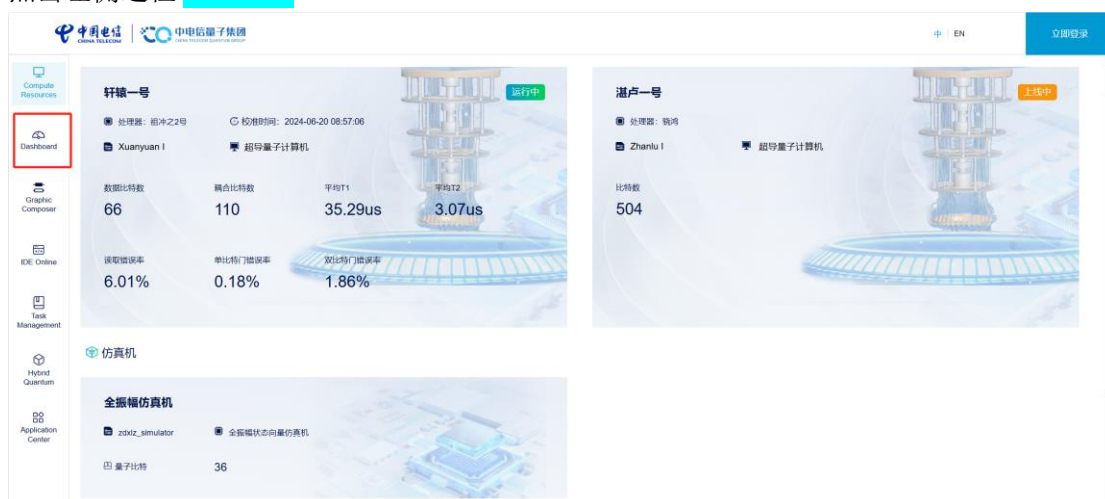 中国电信
CHINA TELECOM
中电信量子集团
CHINA TELECOM QUANTUM GROUP
中 EN
立即登录
Compute
Resources
Dashboard
Graphic
Composer
IDE Online
Task
Management
Hybrid
Quantum
Application
Center
轩辕一号
运行中
处理器: 祖冲之2号
校准时间: 2024-06-20 08:57:06
Xuanyuan I
超导量子计算机
数据比特数
耦合比特数
平均T1
平均T2
66
110
35.29us
3.07us
读取错误率
单比特门错误率
双比特门错误率
6.01%
0.18%
1.86%
湛卢一号
上线中
处理器: 骁鸿
Zhanlu I
超导量子计算机
比特数
504
仿真机
全振幅仿真机
zdxlz_simulator
全振幅状态向量仿真机
量子比特
36